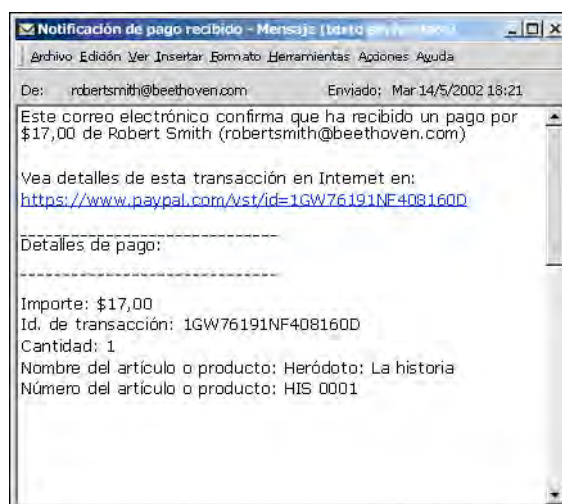 Notificación de pago recibido - Mensaje (texto
Archivo Edición Ver Insertar Formato Herramientas Acciones Ayuda
De: robertsmith@beethoven.com Enviado: Mar 14/5/2002 18:21
Este correo electrónico confirma que ha recibido un pago por
$17,00 de Robert Smith (robertsmith@beethoven.com)
Vea detalles de esta transacción en Internet en:
https://www.paypal.com/vst/id=1GW76191NF408160D
------------------------------
Detalles de pago:
------------------------------
Importe: $17,00
Id. de transacción: 1GW76191NF408160D
Cantidad: 1
Nombre del artículo o producto: Heródoto: La historia
Número del artículo o producto: HIS 0001